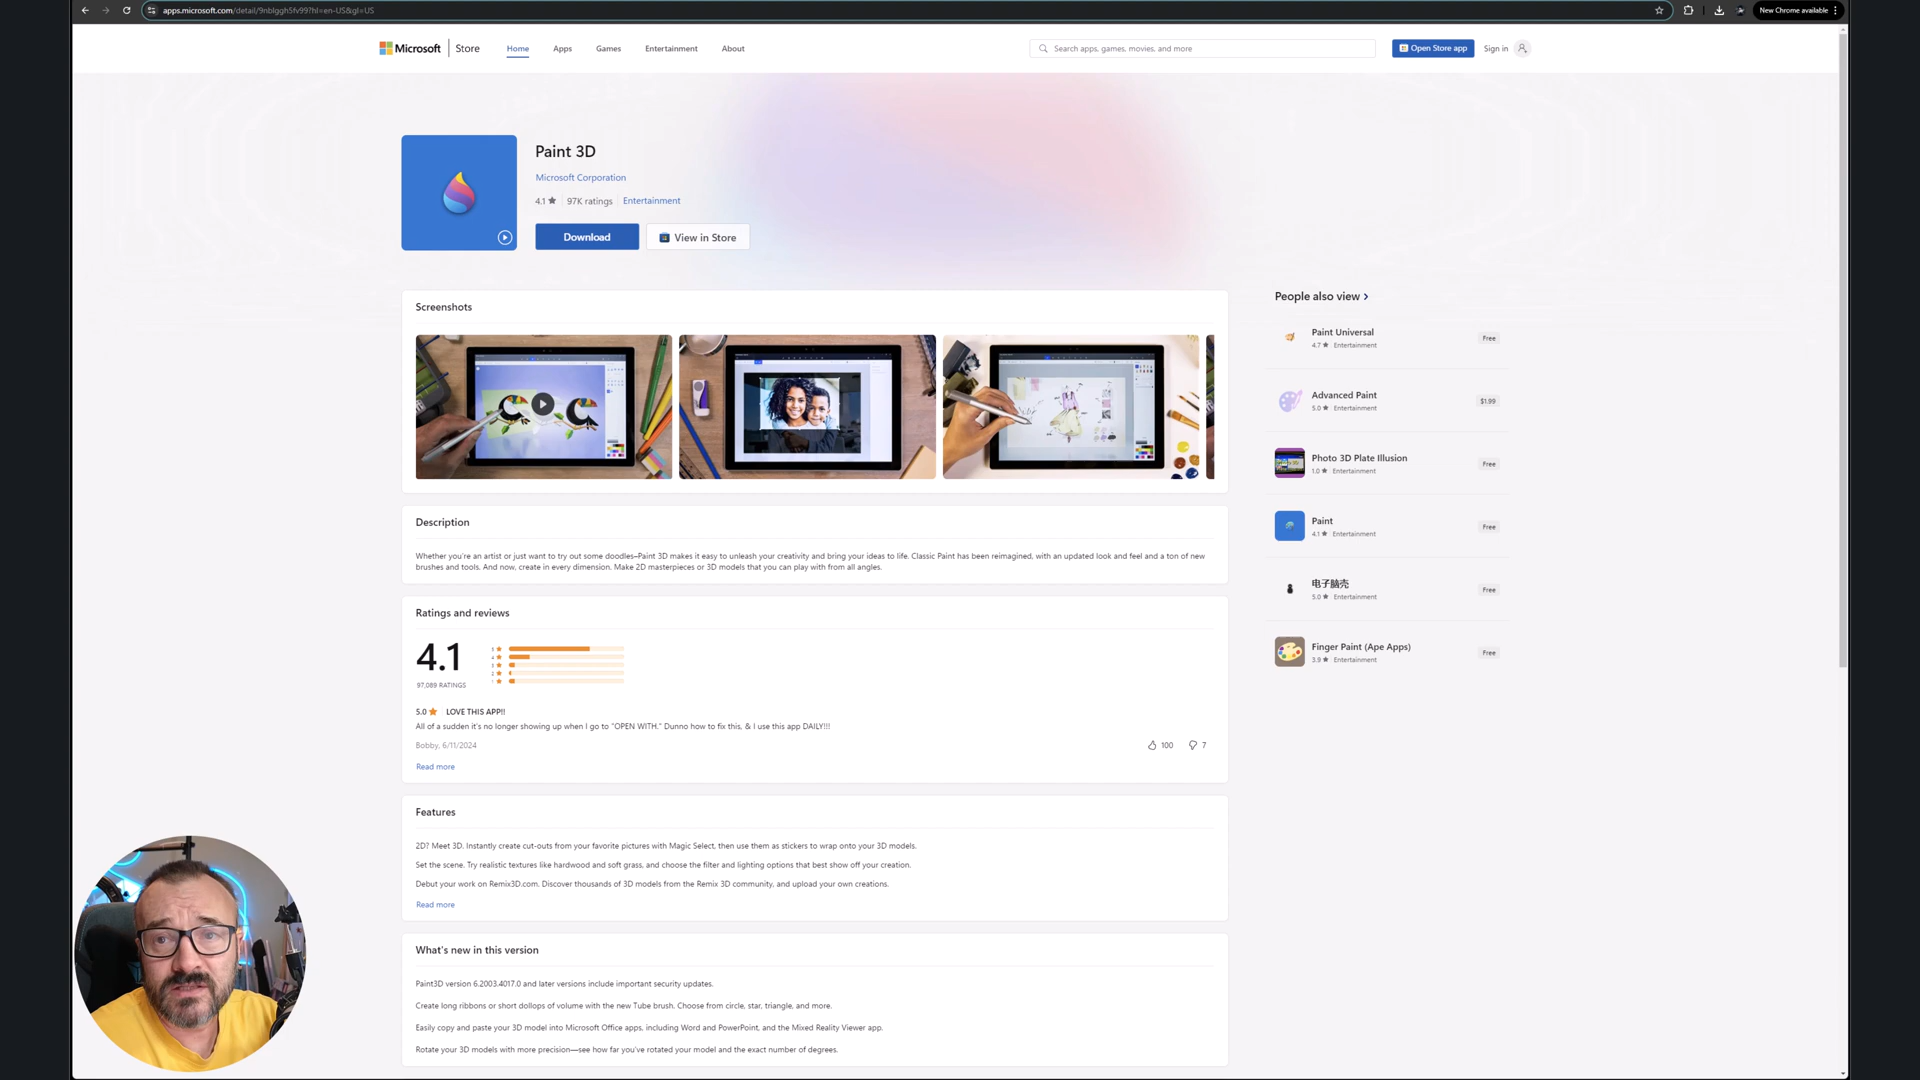 apps.microsoft.com/detail/9nblggh5fv99?hl=en-US&gl=US
New Chrome available
Microsoft
Store
Home
Apps
Games
Entertainment
About
Search apps, games, movies, and more
Open Store app
Sign in
Paint 3D
Microsoft Corporation
4.1 ★ 97K ratings Entertainment
Download
View in Store
Screenshots
Description
Whether you're an artist or just want to try out some doodles–Paint 3D makes it easy to unleash your creativity and bring your ideas to life. Classic Paint has been reimagined, with an updated look and feel and a ton of new
brushes and tools. And now, create in every dimension. Make 2D masterpieces or 3D models that you can play with from all angles.
Ratings and reviews
4.1
97,089 RATINGS
5 ★
4 ★
3 ★
2 ★
1 ★
5.0 ★ LOVE THIS APP!!
All of a sudden it's no longer showing up when I go to "OPEN WITH." Dunno how to fix this, & I use this app DAILY!!!
Bobby, 6/11/2024
100
7
Read more
Features
2D? Meet 3D. Instantly create cut-outs from your favorite pictures with Magic Select, then use them as stickers to wrap onto your 3D models.
Set the scene. Try realistic textures like hardwood and soft grass, and choose the filter and lighting options that best show off your creation.
Debut your work on Remix3D.com. Discover thousands of 3D models from the Remix 3D community, and upload your own creations.
Read more
What's new in this version
Paint3D version 6.2003.4017.0 and later versions include important security updates.
Create long ribbons or short dollops of volume with the new Tube brush. Choose from circle, star, triangle, and more.
Easily copy and paste your 3D model into Microsoft Office apps, including Word and PowerPoint, and the Mixed Reality Viewer app.
Rotate your 3D models with more precision—see how far you've rotated your model and the exact number of degrees.
People also view
Paint Universal
4.7 ★ Entertainment
Free
Advanced Paint
5.0 ★ Entertainment
$1.99
Photo 3D Plate Illusion
1.0 ★ Entertainment
Free
Paint
4.1 ★ Entertainment
Free
电子脑壳
5.0 ★ Entertainment
Free
Finger Paint (Ape Apps)
3.9 ★ Entertainment
Free